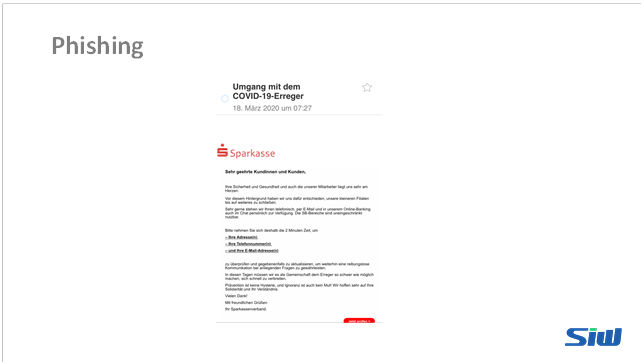 Phishing
Umgang mit dem
COVID-19-Erreger
18. März 2020 um 07:27
Sparkasse
Sehr geehrte Kundinnen und Kunden,
Ihre Sicherheit und Gesundheit und auch die unserer Mitarbeiter liegt uns sehr am
Herzen.
Vor diesem Hintergrund haben wir uns dafür entschieden, unsere kleineren Filialen
bis auf weiteres zu schließen.
Sehr gerne stehen wir Ihnen telefonisch, per E-Mail und in unserem Online-Banking
auch im Chat persönlich zur Verfügung. Die SB-Bereiche sind uneingeschränkt
nutzbar.
Bitte nehmen Sie sich deshalb die 2 Minuten Zeit, um
– Ihre Adresse(n),
– Ihre Telefonnummer(n),
– und Ihre E-Mail-Adresse(n)
zu überprüfen und gegebenenfalls zu aktualisieren, um weiterhin eine reibungslose
Kommunikation bei anliegenden Fragen zu gewährleisten.
In diesen Tagen müssen wir es als Gemeinschaft dem Erreger so schwer wie möglich
machen, sich schnell zu verbreiten.
Prävention ist keine Hysterie, und Ignoranz ist auch kein Mut! Wir hoffen sehr auf Ihre
Solidarität und Ihr Verständnis.
Vielen Dank!
Mit freundlichen Grüßen
Ihr Sparkassenverband.
SiW